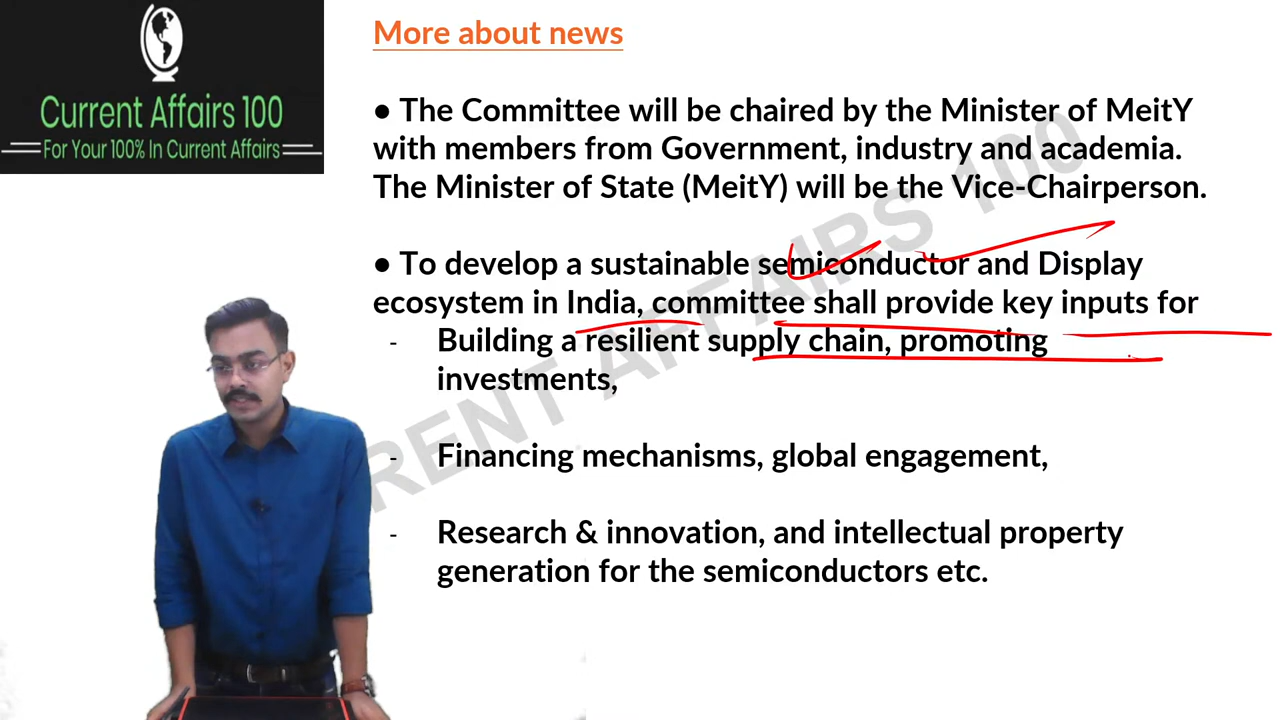 Current Affairs 100
For Your 100% In Current Affairs
More about news
● The Committee will be chaired by the Minister of MeitY
with members from Government, industry and academia.
The Minister of State (MeitY) will be the Vice-Chairperson.
● To develop a sustainable semiconductor and Display
ecosystem in India, committee shall provide key inputs for
- Building a resilient supply chain, promoting
investments,
- Financing mechanisms, global engagement,
- Research & innovation, and intellectual property
generation for the semiconductors etc.
RENT AFFAIRS 100